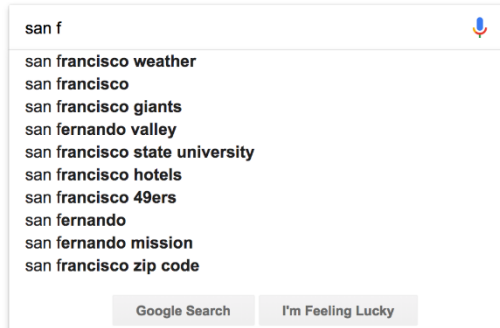 san f
san francisco weather
san francisco
san francisco giants
san fernando valley
san francisco state university
san francisco hotels
san francisco 49ers
san fernando
san fernando mission
san francisco zip code
Google Search I'm Feeling Lucky